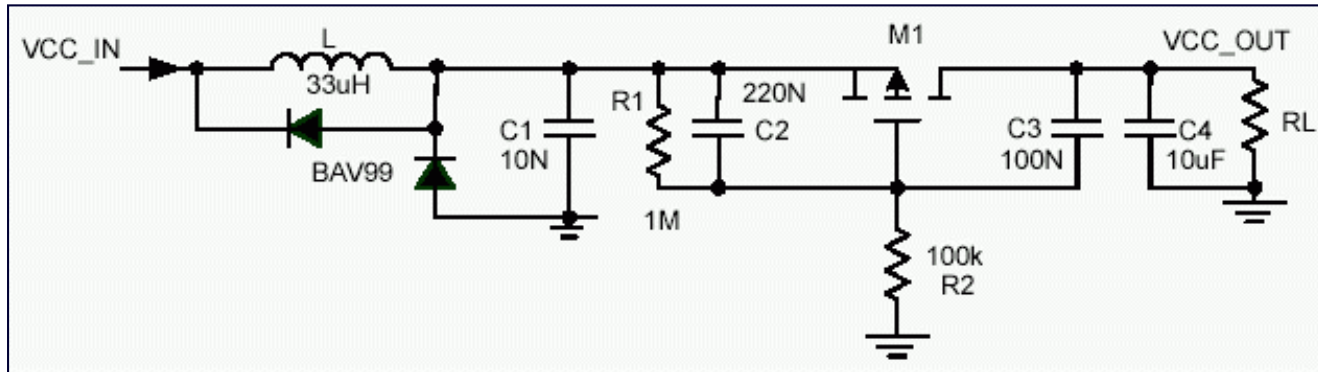 VCC_IN
L
33uH
BAV99
C1
10N
R1
1M
220N
C2
M1
100k
R2
C3
100N
VCC_OUT
C4
10uF
RL